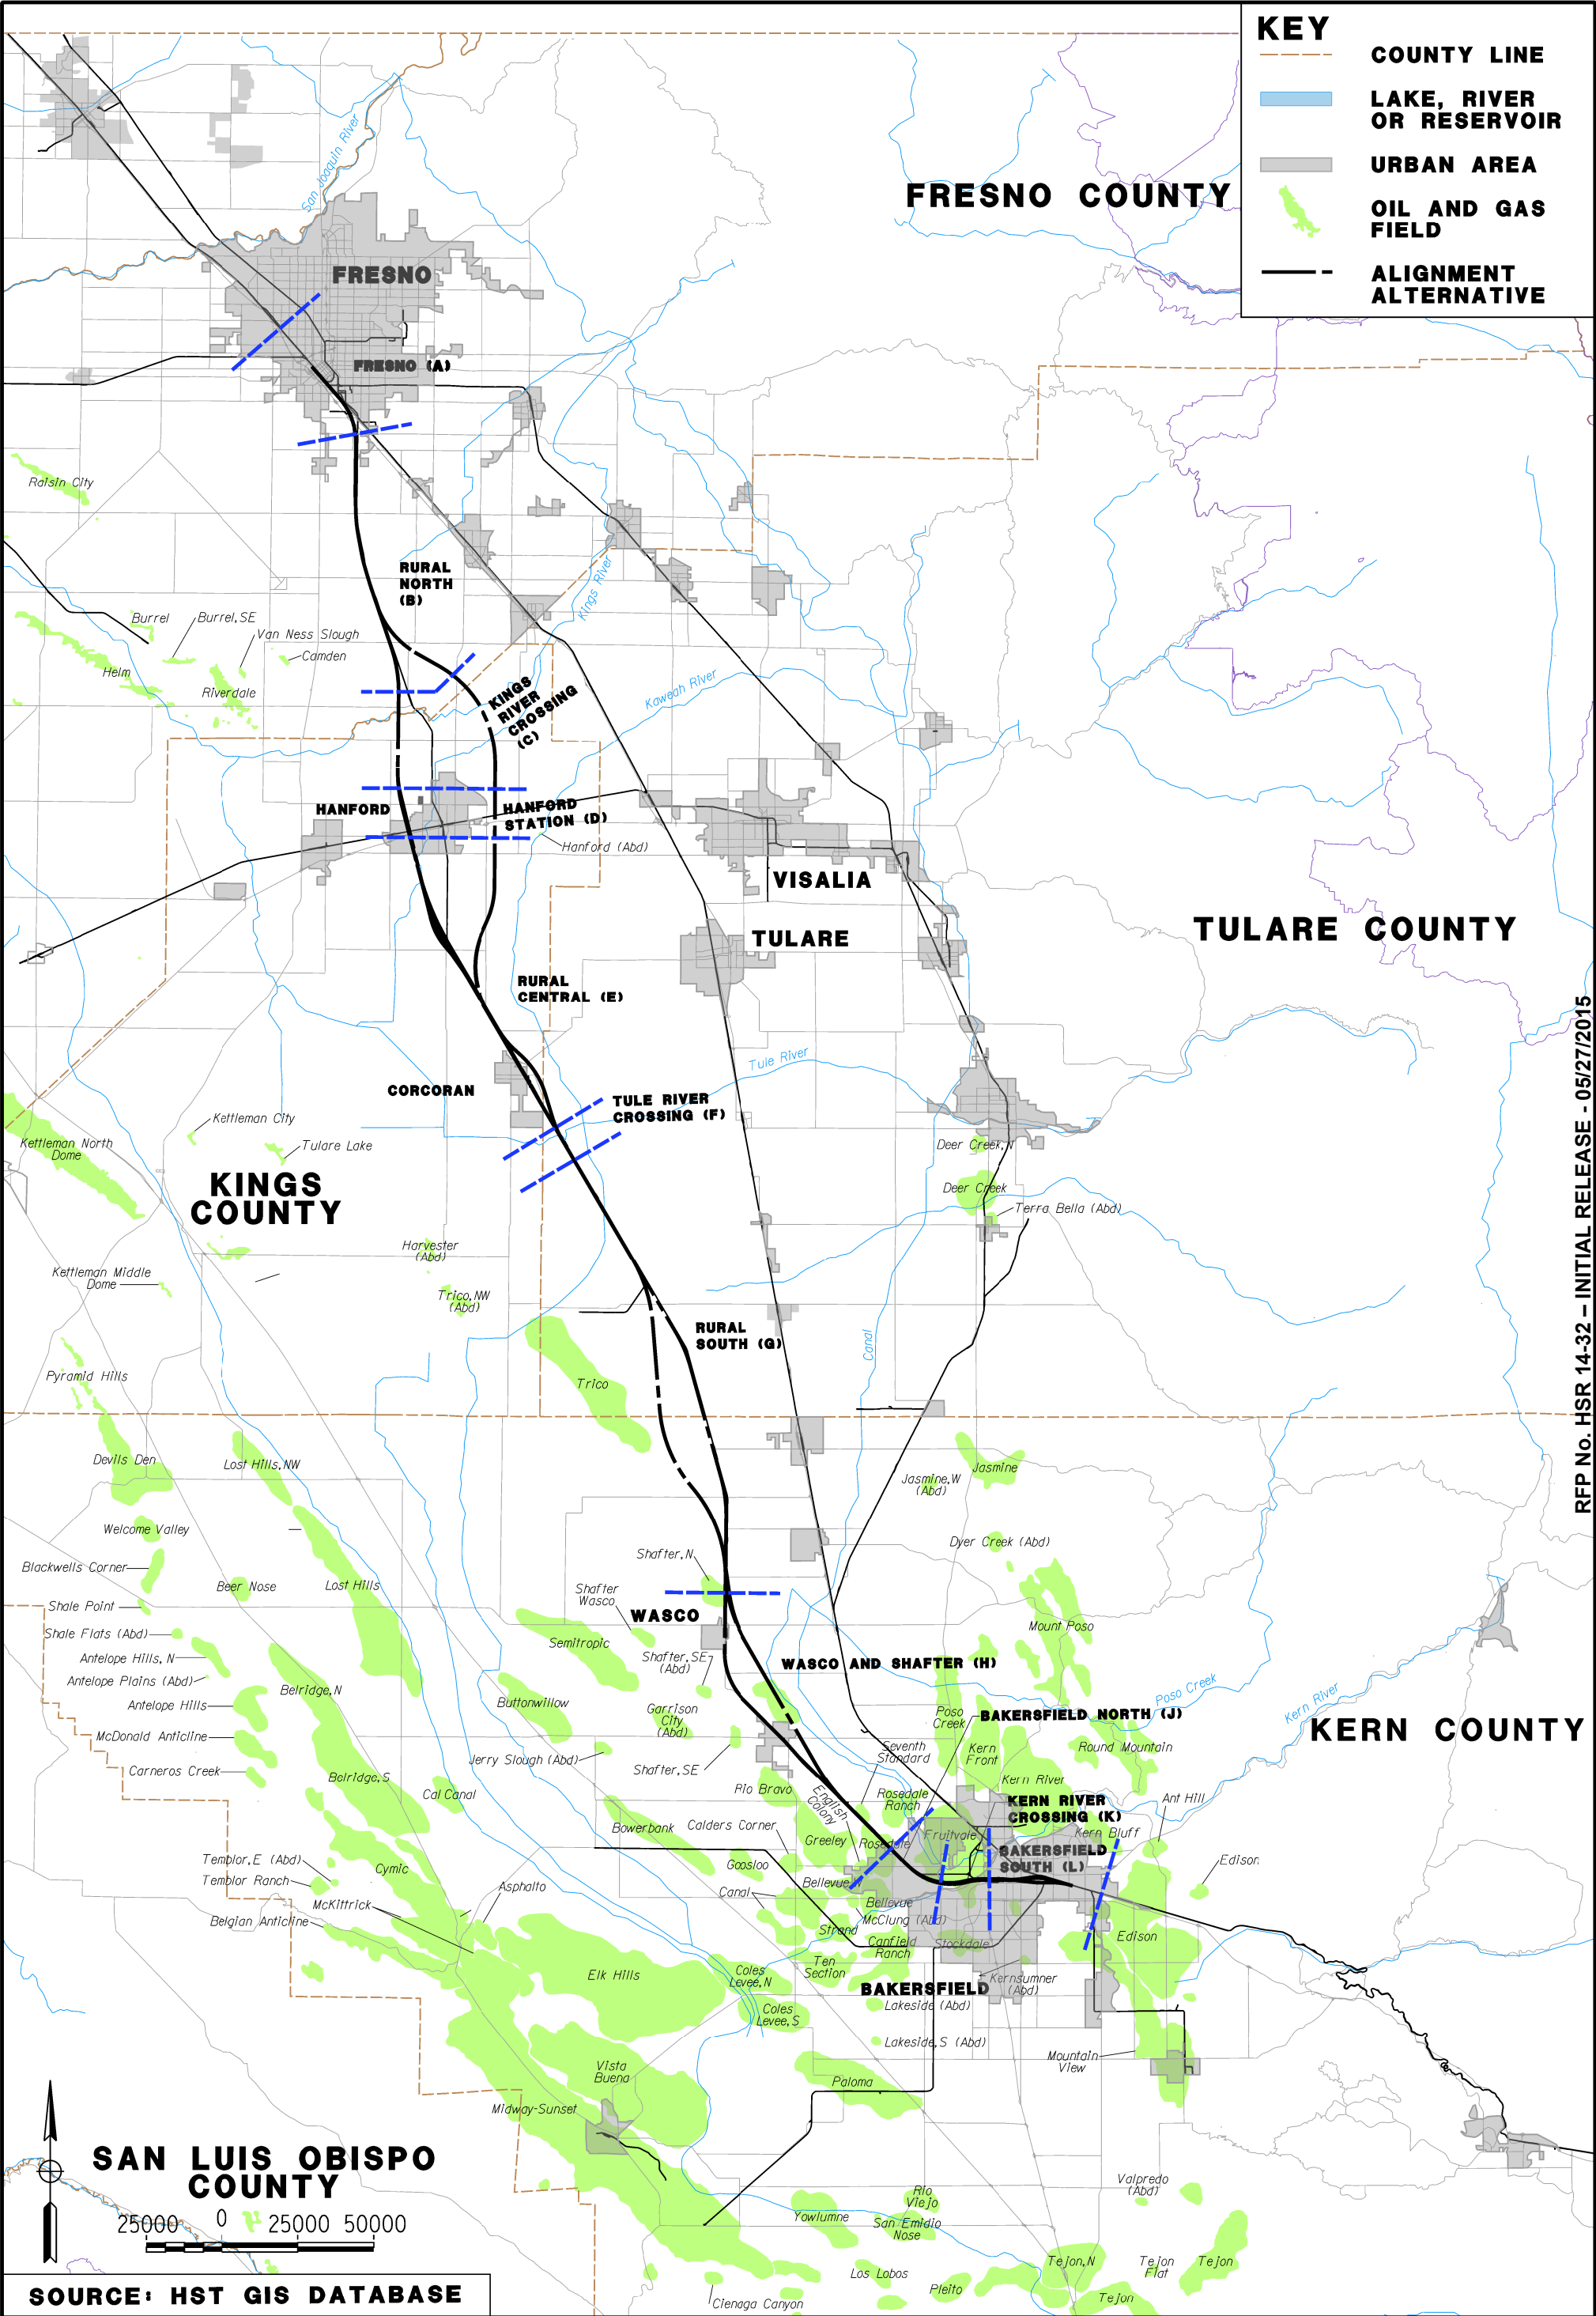 KEY
COUNTY LINE
LAKE, RIVER
OR RESERVOIR
URBAN AREA
OIL AND GAS
FIELD
ALIGNMENT
ALTERNATIVE
San Joaquin River
FRESNO COUNTY
FRESNO
FRESNO (A)
Raisin City
RURAL
NORTH
(B)
Kings River
Burrel
Burrel,SE
Van Ness Slough
Camden
Helm
Riverdale
KINGS
RIVER
CROSSING
(C)
Kaweah River
HANFORD
HANFORD
STATION (D)
Hanford (Abd)
VISALIA
TULARE
TULARE COUNTY
RURAL
CENTRAL (E)
Tule River
CORCORAN
TULE RIVER
CROSSING (F)
Kettleman City
Tulare Lake
Kettleman North
Dome
KINGS
COUNTY
Deer Creek,N
Deer Creek
Terra Bella (Abd)
Harvester
(Abd)
Kettleman Middle
Dome
Trico,NW
(Abd)
RURAL
SOUTH (G)
Canal
Pyramid Hills
Trico
Devils Den
Lost Hills,NW
Jasmine
Jasmine,W
(Abd)
Welcome Valley
Dyer Creek (Abd)
Shafter,N
Blackwells Corner
Beer Nose
Lost Hills
Shafter
Wasco
Shale Point
WASCO
Mount Poso
Shale Flats (Abd)
Semitropic
Antelope Hills, N
Shafter,SE
(Abd)
WASCO AND SHAFTER (H)
Antelope Plains (Abd)
Belridge,N
Poso Creek
Kern River
Antelope Hills
Buttonwillow
Garrison
City
(Abd)
Poso
Creek
BAKERSFIELD NORTH (J)
KERN COUNTY
McDonald Anticline
Jerry Slough (Abd)
Seventh
Standard
Kern
Front
Round Mountain
Carneros Creek
Belridge,S
Shafter,SE
Kern River
Cal Canal
Rio Bravo
English
Colony
Rosedale
Ranch
KERN RIVER
CROSSING (K)
Ant Hill
Bowerbank
Calders Corner
Greeley
Rosedale
Fruitvale
Kern Bluff
BAKERSFIELD
SOUTH (L)
Temblor,E (Abd)
Cymic
Goosloo
Edison
Temblor Ranch
Asphalto
Canal
Bellevue,W
Bellevue
McKittrick
McClung (Abd)
Belgian Anticline
Strand
Canfield
Ranch
Stockdale
Edison
Elk Hills
Coles
Levee,N
Ten
Section
BAKERSFIELD
Kernsumner
(Abd)
Coles
Levee,S
Lakeside (Abd)
Lakeside,S (Abd)
Mountain
View
Vista
Buena
Paloma
Midway-Sunset
SAN LUIS OBISPO
COUNTY
25000 0 25000 50000
Valpredo
(Abd)
Rio
Viejo
Yowlumne
San Emidio
Nose
Tejon,N
Tejon
Flat
Tejon
Los Lobos
Pleito
Tejon
Cienaga Canyon
SOURCE: HST GIS DATABASE
RFP No. HSR 14-32 – INITIAL RELEASE - 05/27/2015